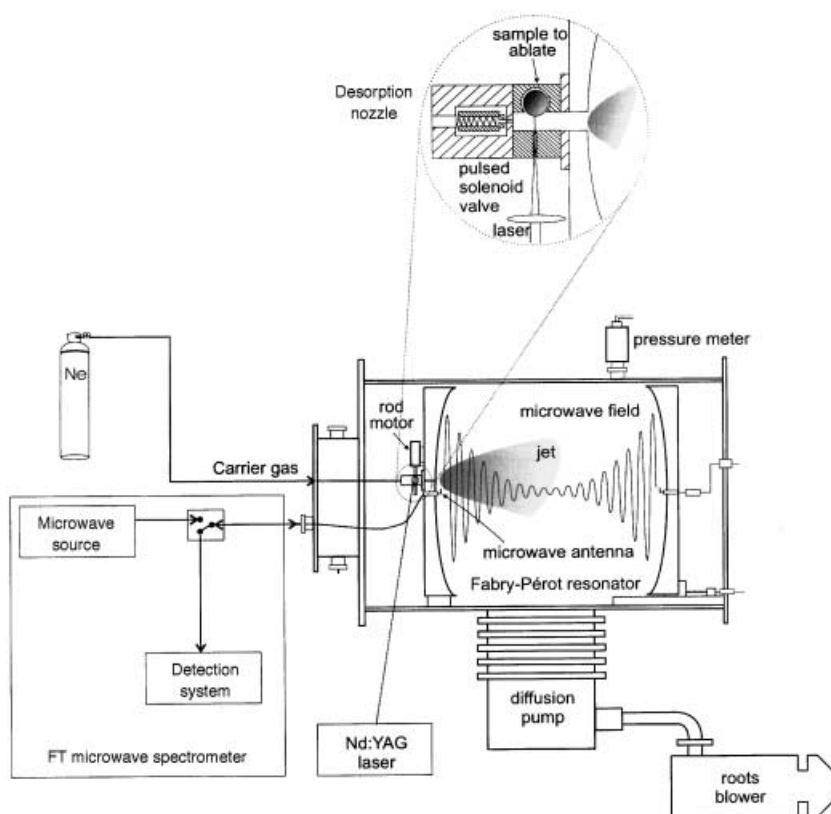 sample to
ablate
Desorption
nozzle
pulsed
solenoid
valve
laser
pressure meter
Ne
rod
motor
microwave field
jet
Carrier gas
Microwave
source
microwave antenna
Fabry-Pérot resonator
Detection
system
diffusion
pump
Nd:YAG
laser
FT microwave spectrometer
roots
blower